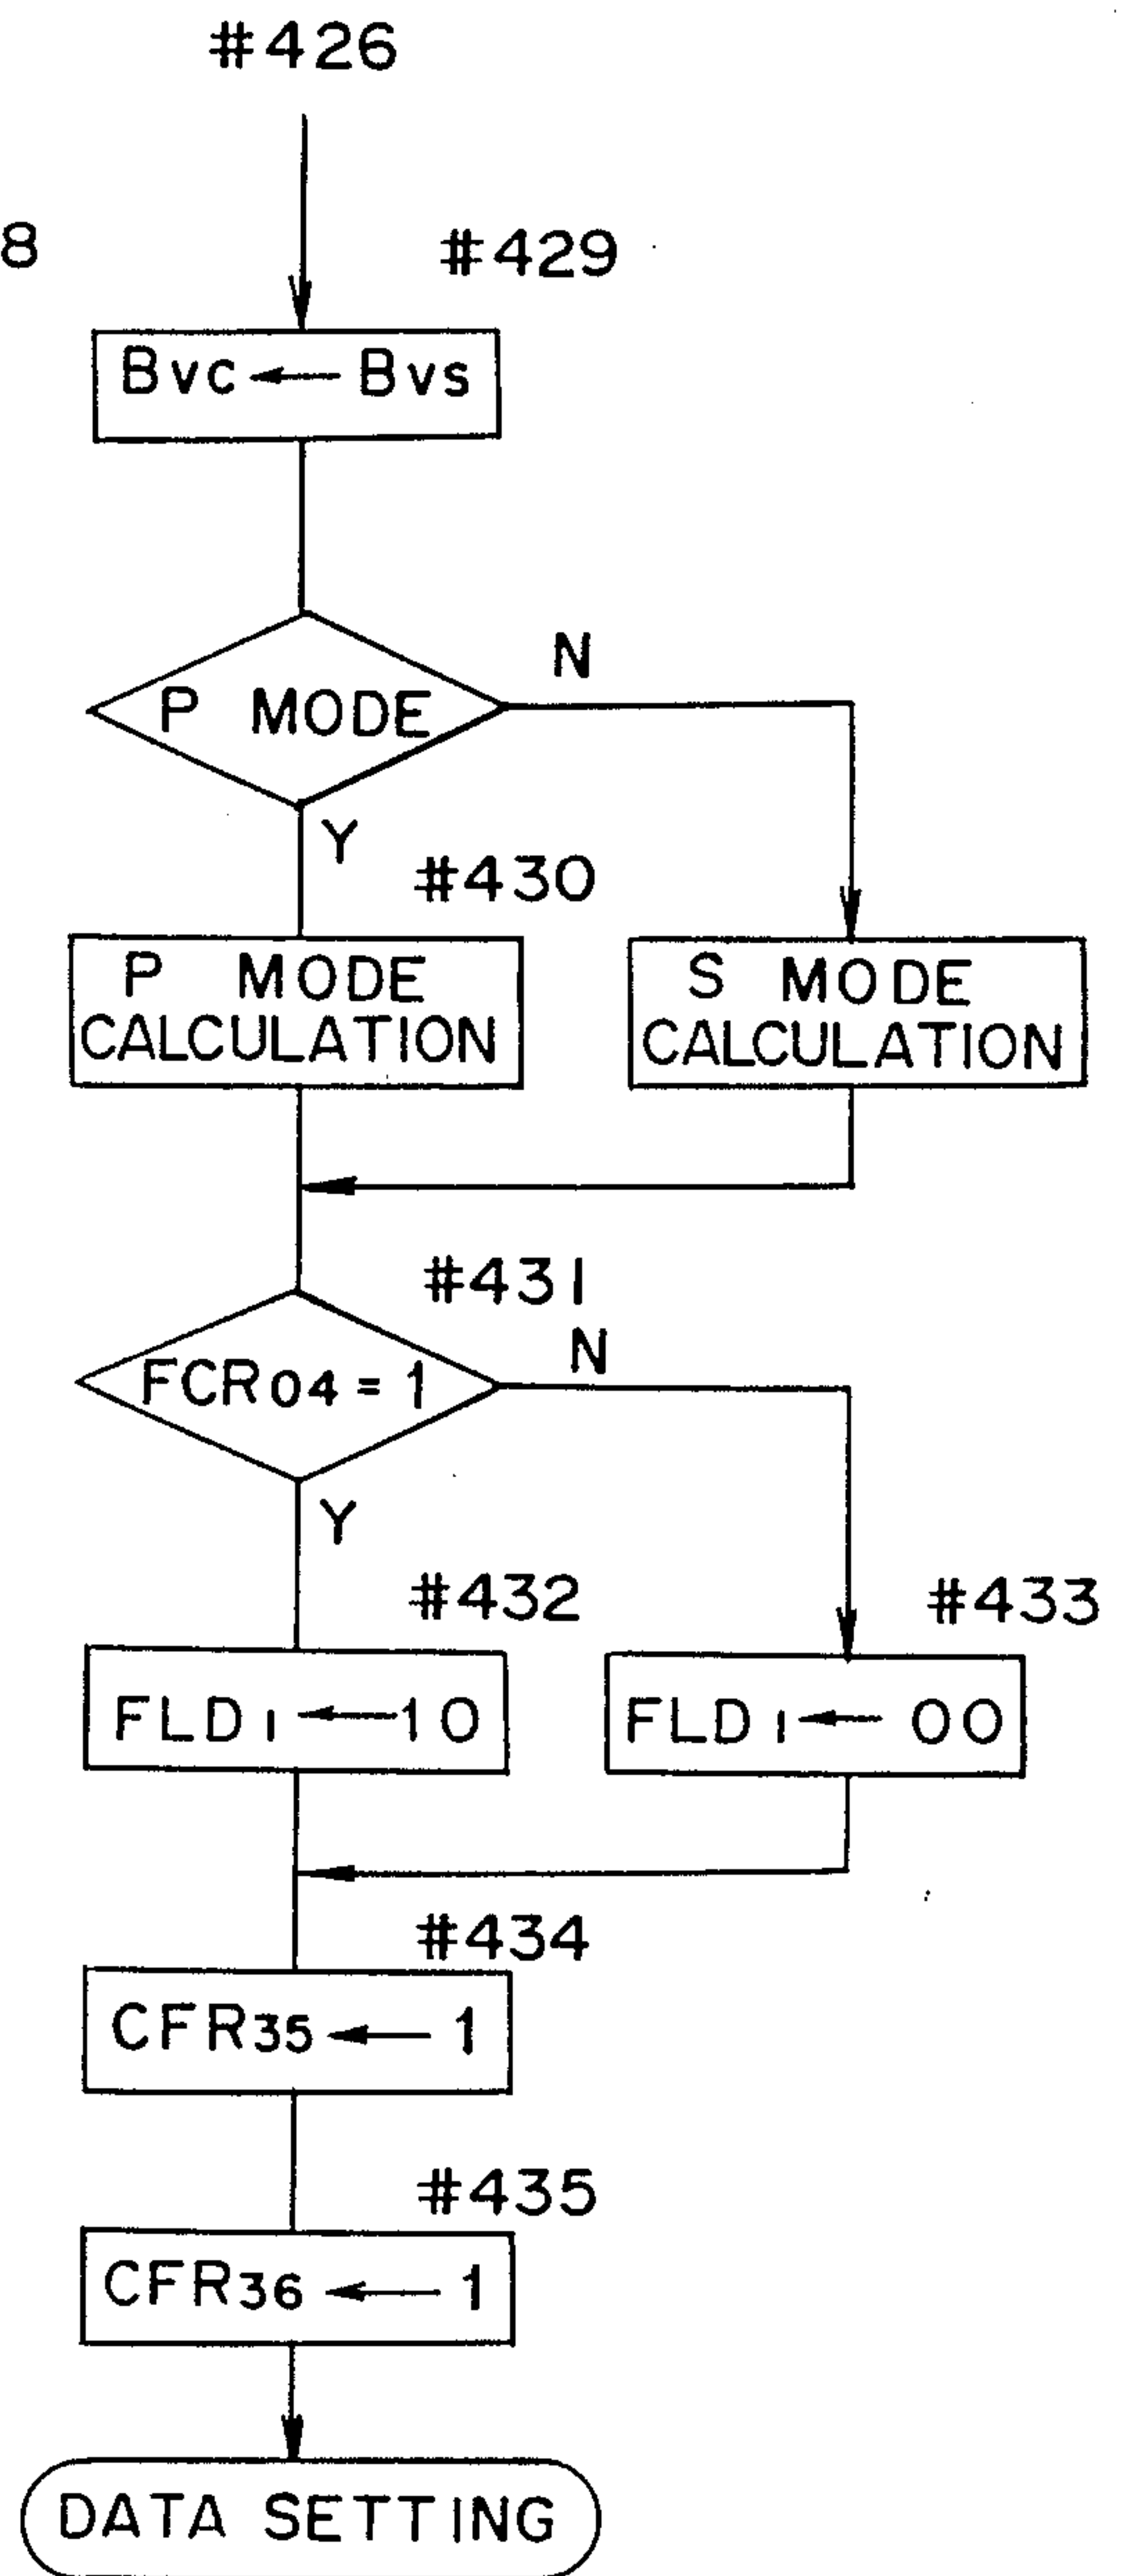 #426
8
#429
Bvc ← Bvs
P MODE
N
Y
#430
P MODE
CALCULATION
S MODE
CALCULATION
#431
FCR04 = 1
N
Y
#432
#433
FLD1 ← 10
FLD1 ← 00
#434
CFR35 ← 1
#435
CFR36 ← 1
DATA SETTING